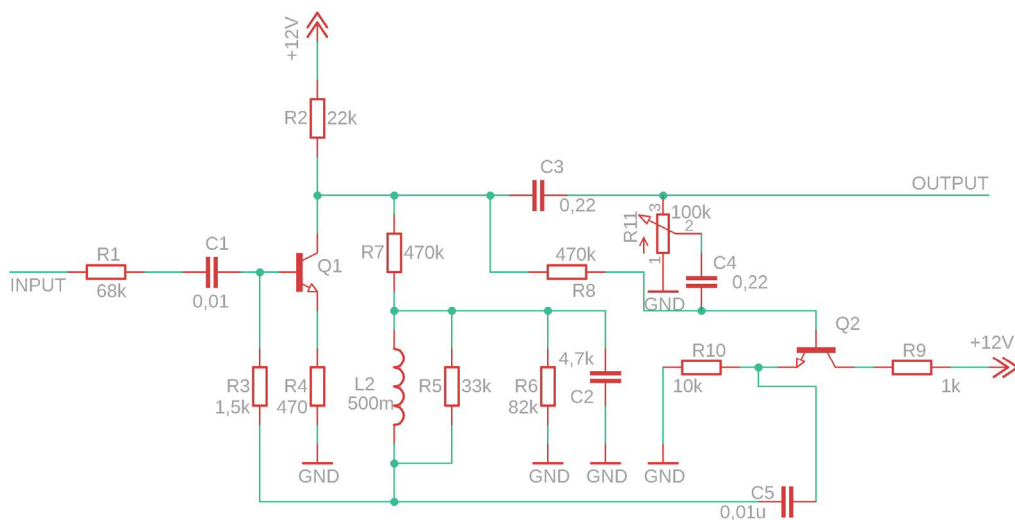 +12V
R2 22k
C3
0,22
OUTPUT
R11
3
100k
2
1
R1
68k
INPUT
C1
0,01
Q1
R7 470k
470k
R8
C4
0,22
GND
Q2
R3
1,5k
R4
470
L2
500m
R5 33k
R6
82k
4,7k
C2
R10
10k
R9
1k
+12V
GND
GND
GND
GND
C5
0,01u